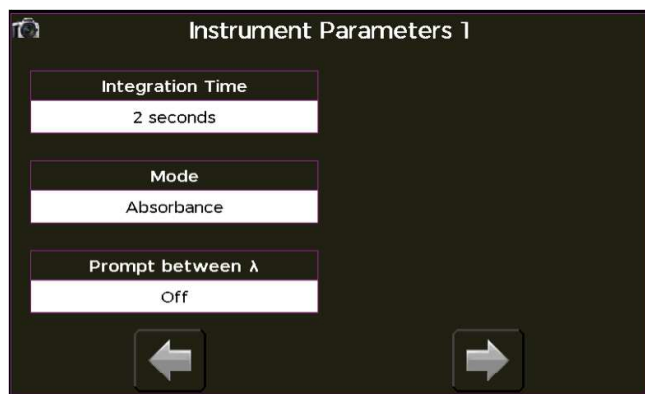 Instrument Parameters 1
Integration Time
2 seconds
Mode
Absorbance
Prompt between λ
Off